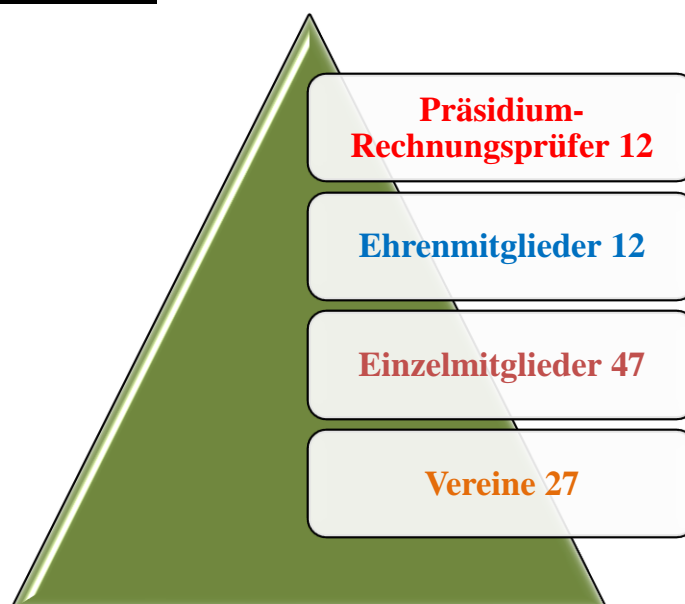 Präsidium-
Rechnungsprüfer 12
Ehrenmitglieder 12
Einzelmitglieder 47
Vereine 27